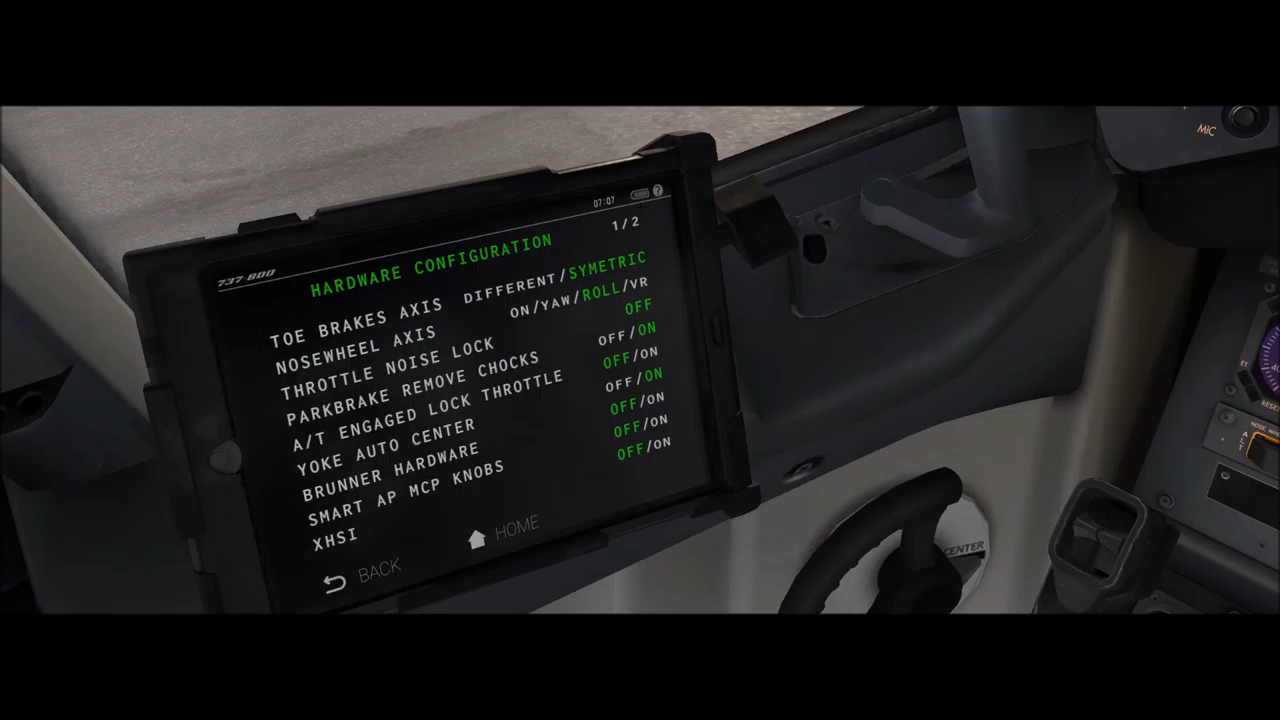 MIC
07:07
?
737-800
1/2
HARDWARE CONFIGURATION
TOE BRAKES AXIS DIFFERENT/SYMETRIC
NOSEWHEEL AXIS ON/YAW/ROLL/VR
THROTTLE NOISE LOCK OFF
PARKBRAKE REMOVE CHOCKS OFF/ON
A/T ENGAGED LOCK THROTTLE OFF/ON
YOKE AUTO CENTER OFF/ON
BRUNNER HARDWARE OFF/ON
SMART AP MCP KNOBS OFF/ON
XHSI OFF/ON
BACK
HOME
CENTER